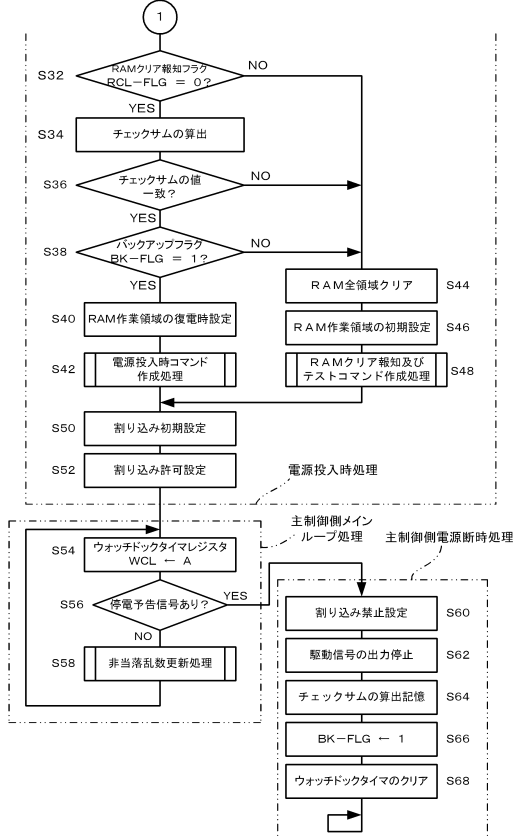 1
S32
RAMクリア報知フラグ
RCL-FLG = 0?
NO
YES
S34
チェックサムの算出
S36
チェックサムの値
一致?
NO
YES
S38
バックアップフラグ
BK-FLG = 1?
NO
YES
S40
RAM作業領域の復電時設定
S42
電源投入時コマンド
作成処理
RAM全領域クリア
S44
RAM作業領域の初期設定
S46
RAMクリア報知及び
テストコマンド作成処理
S48
S50
割り込み初期設定
S52
割り込み許可設定
電源投入時処理
主制御側メイン
ループ処理
S54
ウォッチドックタイマレジスタ
WCL ← A
S56
停電予告信号あり?
YES
NO
S58
非当落乱数更新処理
主制御側電源断時処理
割り込み禁止設定
S60
駆動信号の出力停止
S62
チェックサムの算出記憶
S64
BK-FLG ← 1
S66
ウォッチドックタイマのクリア
S68